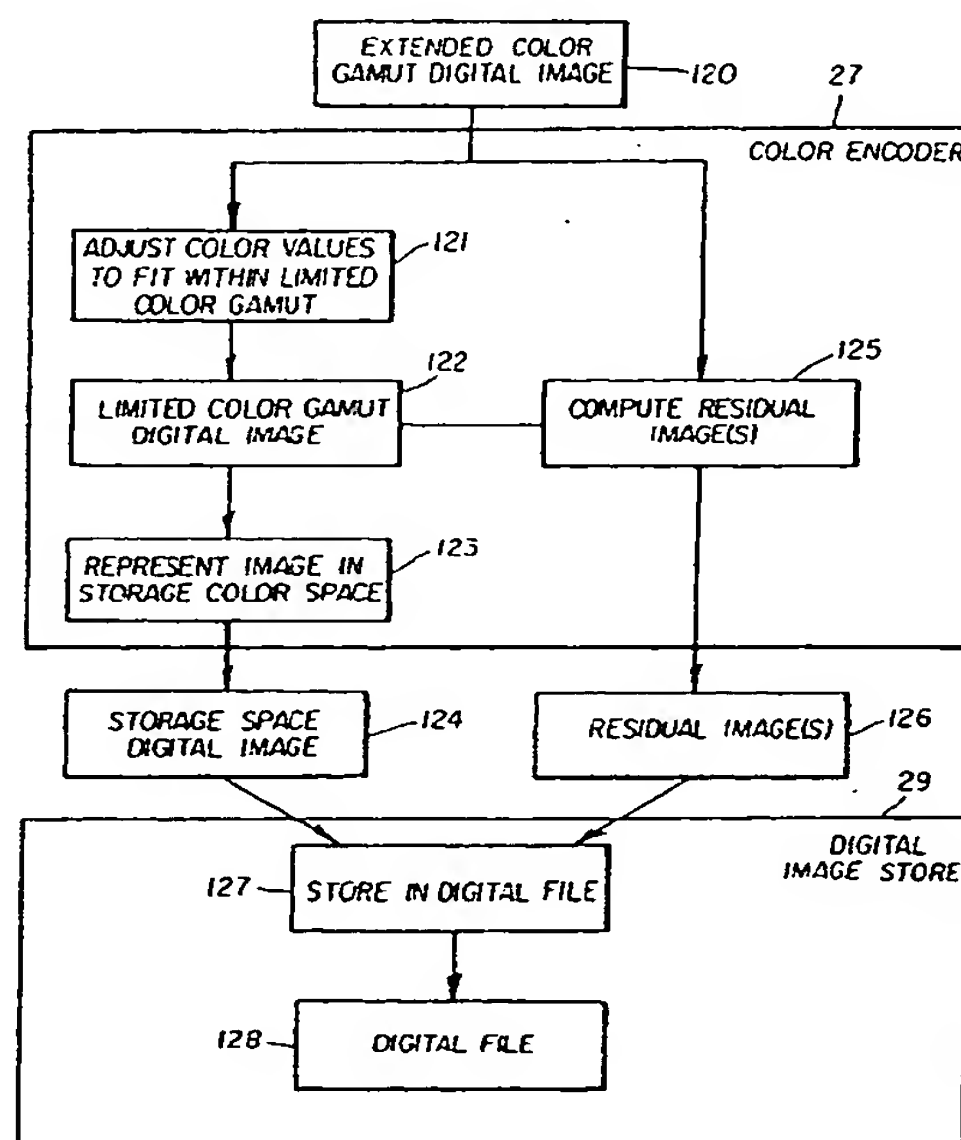 EXTENDED COLOR
GAMUT DIGITAL IMAGE
120
27
COLOR ENCODER
ADJUST COLOR VALUES
TO FIT WITHIN LIMITED
COLOR GAMUT
121
LIMITED COLOR GAMUT
DIGITAL IMAGE
122
COMPUTE RESIDUAL
IMAGE(S)
125
REPRESENT IMAGE IN
STORAGE COLOR SPACE
123
STORAGE SPACE
DIGITAL IMAGE
124
RESIDUAL IMAGE(S)
126
29
DIGITAL
IMAGE STORE
127
STORE IN DIGITAL FILE
128
DIGITAL FILE